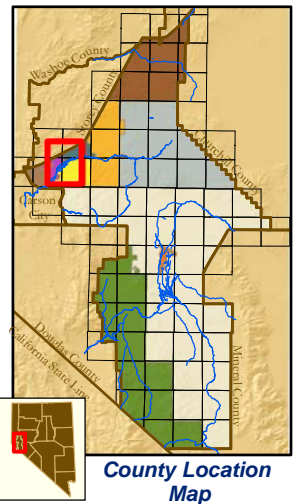 Washoe County
Storey County
Churchill County
Carson
City
Douglas County
California State Line
Mineral County
County Location
Map